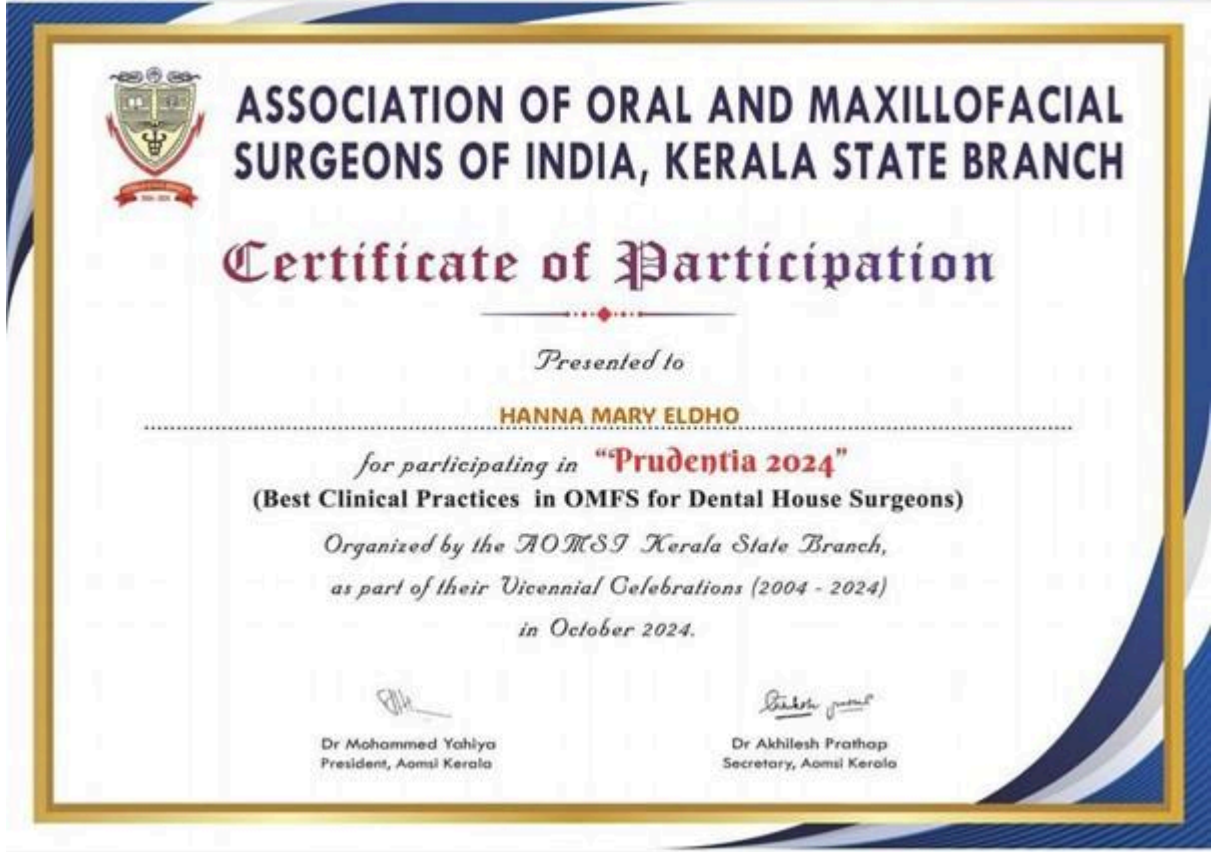 ASSOCIATION OF ORAL AND MAXILLOFACIAL
SURGEONS OF INDIA, KERALA STATE BRANCH
Certificate of Participation
Presented to
HANNA MARY ELDHO
for participating in “Prudentia 2024”
(Best Clinical Practices in OMFS for Dental House Surgeons)
Organized by the AOMSI Kerala State Branch,
as part of their Vicennial Celebrations (2004 - 2024)
in October 2024.
Dr Mohammed Yahiya
President, Aomsi Kerala
Dr Akhilesh Prathap
Secretary, Aomsi Kerala